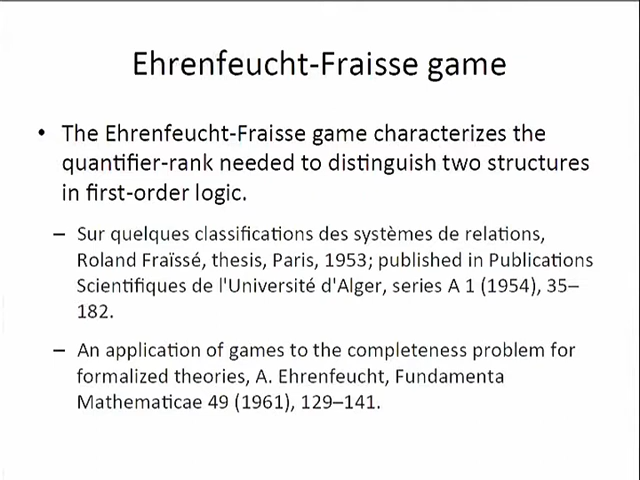 Ehrenfeucht-Fraisse game
• The Ehrenfeucht-Fraisse game characterizes the
quantifier-rank needed to distinguish two structures
in first-order logic.
– Sur quelques classifications des systèmes de relations,
Roland Fraïssé, thesis, Paris, 1953; published in Publications
Scientifiques de l'Université d'Alger, series A 1 (1954), 35–
182.
– An application of games to the completeness problem for
formalized theories, A. Ehrenfeucht, Fundamenta
Mathematicae 49 (1961), 129–141.